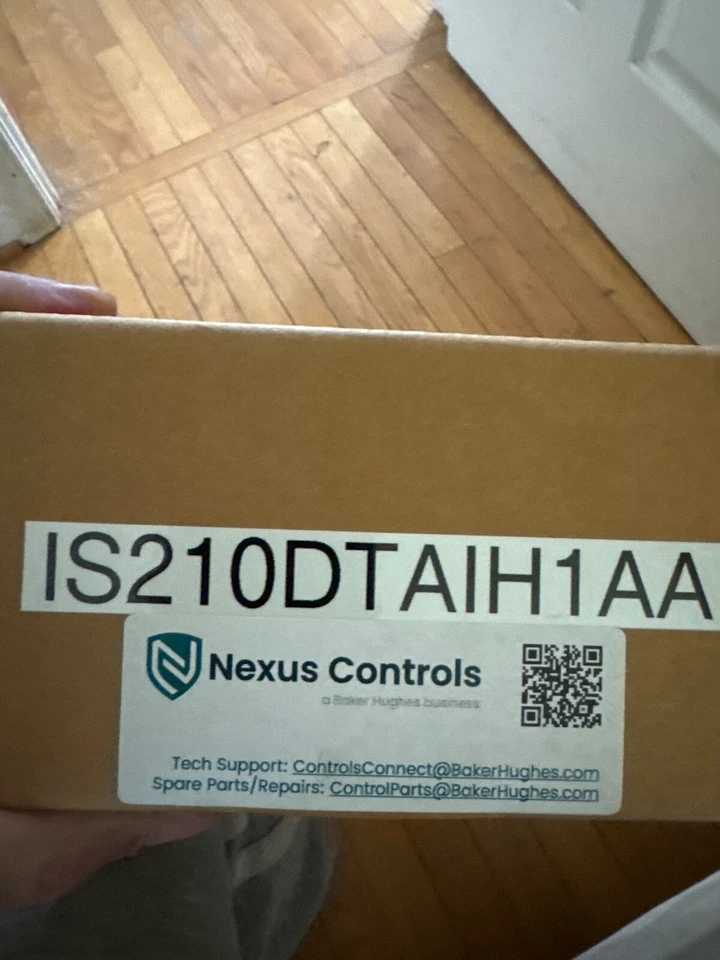 IS210DTAIH1AA
Nexus Controls
a Baker Hughes business
Tech Support: ControlsConnect@BakerHughes.com
Spare Parts/Repairs: ControlParts@BakerHughes.com